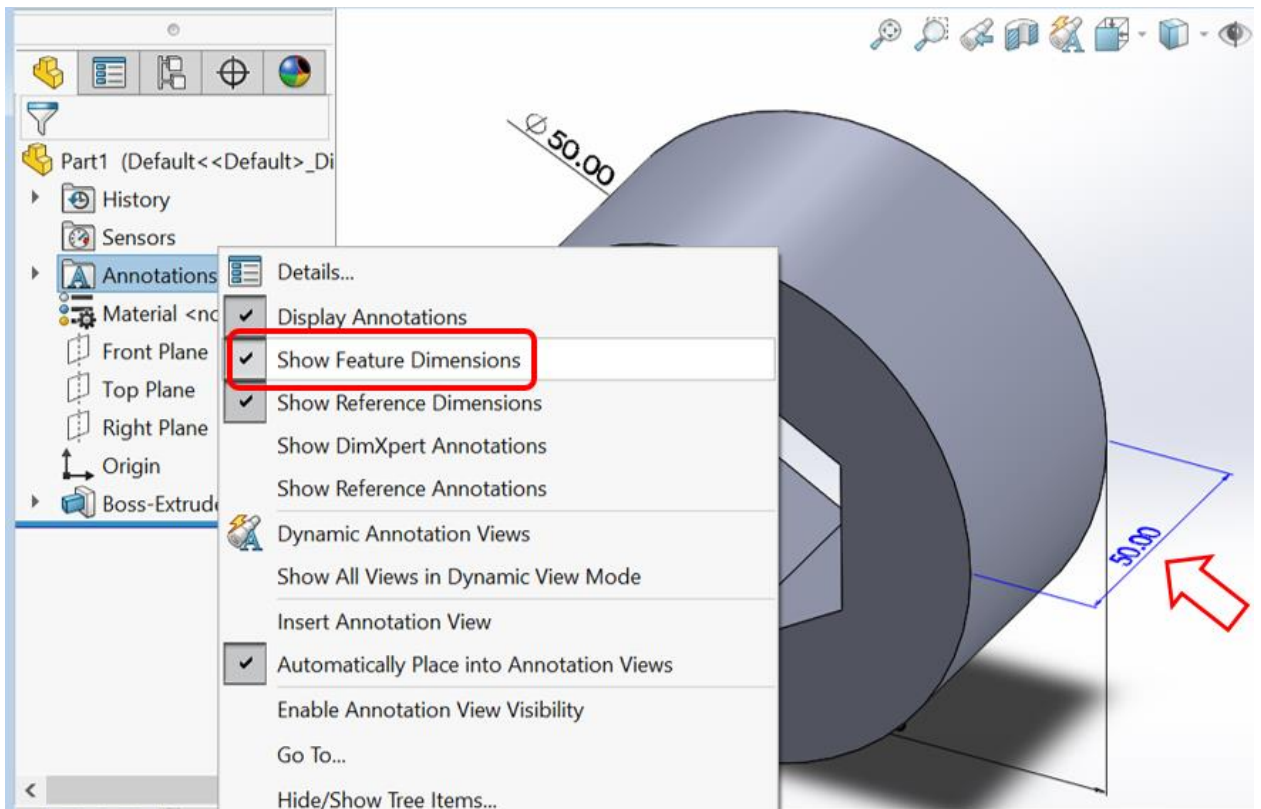 Part1 (Default<<Default>_Di
History
Sensors
Annotations
Material <no
Front Plane
Top Plane
Right Plane
Origin
Boss-Extrude
Details...
Display Annotations
Show Feature Dimensions
Show Reference Dimensions
Show DimXpert Annotations
Show Reference Annotations
Dynamic Annotation Views
Show All Views in Dynamic View Mode
Insert Annotation View
Automatically Place into Annotation Views
Enable Annotation View Visibility
Go To...
Hide/Show Tree Items...
∅ 50.00
50.00